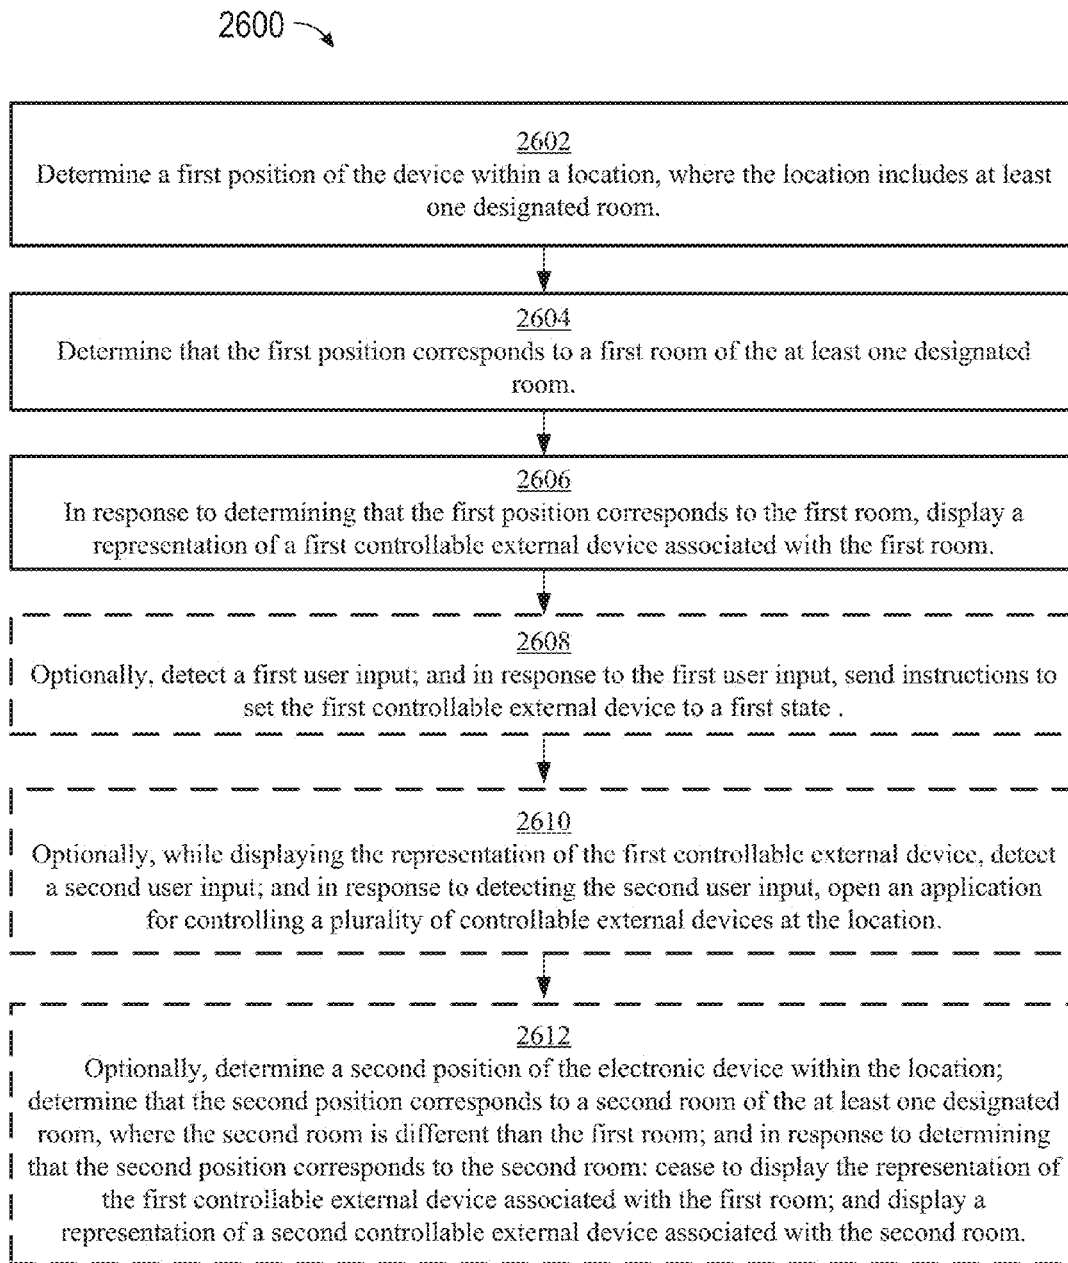 2600
2602
Determine a first position of the device within a location, where the location includes at least
one designated room.
2604
Determine that the first position corresponds to a first room of the at least one designated
room.
2606
In response to determining that the first position corresponds to the first room, display a
representation of a first controllable external device associated with the first room.
2608
Optionally, detect a first user input; and in response to the first user input, send instructions to
set the first controllable external device to a first state .
2610
Optionally, while displaying the representation of the first controllable external device, detect
a second user input; and in response to detecting the second user input, open an application
for controlling a plurality of controllable external devices at the location.
2612
Optionally, determine a second position of the electronic device within the location;
determine that the second position corresponds to a second room of the at least one designated
room, where the second room is different than the first room; and in response to determining
that the second position corresponds to the second room: cease to display the representation of
the first controllable external device associated with the first room; and display a
representation of a second controllable external device associated with the second room.